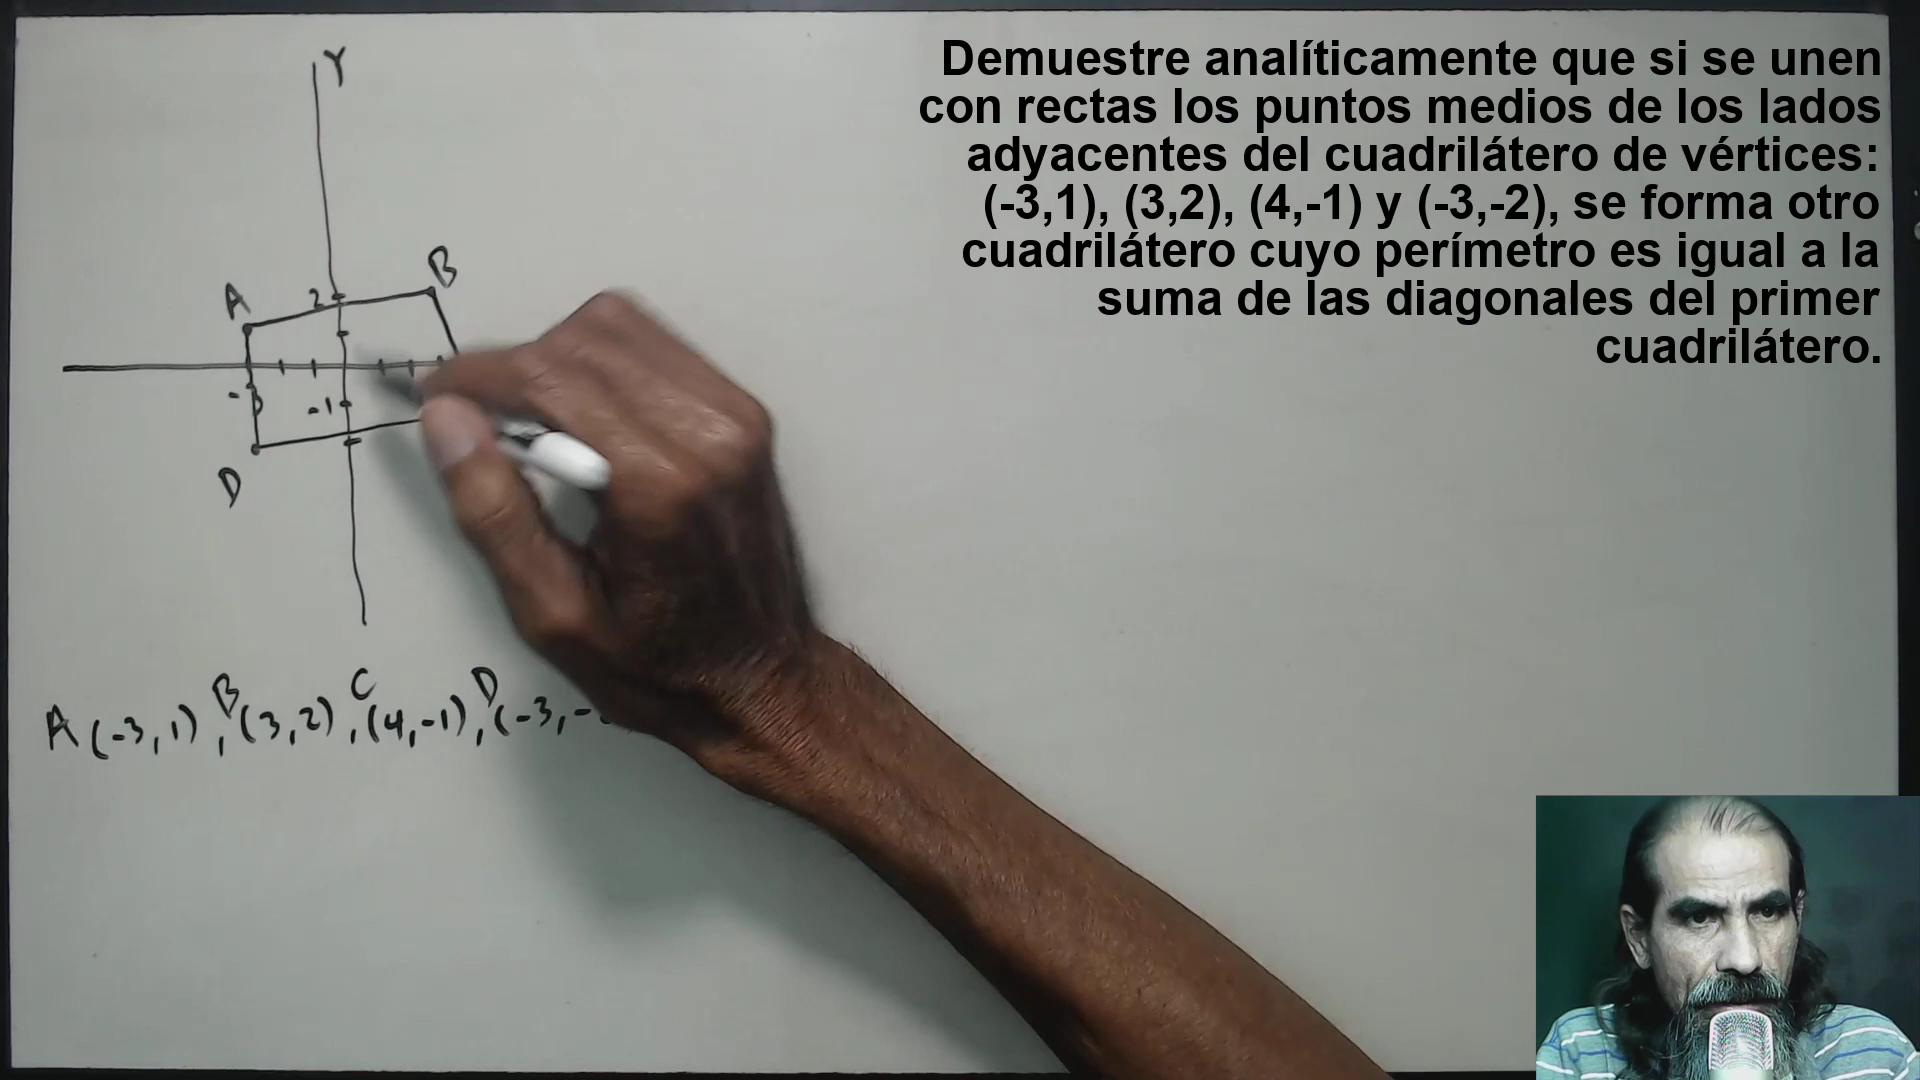 Demuestre analíticamente que si se unen
con rectas los puntos medios de los lados
adyacentes del cuadrilátero de vértices:
(-3,1), (3,2), (4,-1) y (-3,-2), se forma otro
cuadrilátero cuyo perímetro es igual a la
suma de las diagonales del primer
cuadrilátero.
Y
B
A
2
-3
-1
D
B C D
A (-3, 1) , (3, 2) , (4, -1) , (-3, -